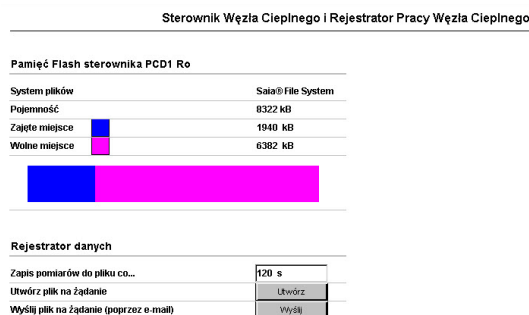 Sterownik Węzła Cieplnego i Rejestrator Pracy Węzła Cieplnego
Pamięć Flash sterownika PCD1 Ro
System plików Saia® File System
Pojemność 8322 kB
Zajęte miejsce 1940 kB
Wolne miejsce 6382 kB
Rejestrator danych
Zapis pomiarów do pliku co... 120 s
Utwórz plik na żądanie Utwórz
Wyślij plik na żądanie (poprzez e-mail) Wyślij